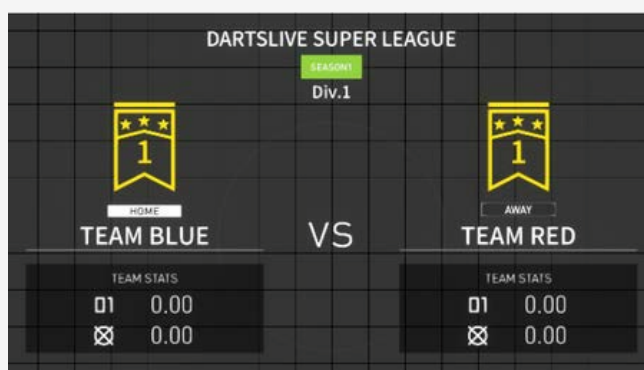 DARTSLIVE SUPER LEAGUE
SEASON1
Div.1
1
1
HOME
AWAY
TEAM BLUE
VS
TEAM RED
TEAM STATS
01 0.00
0.00
TEAM STATS
01 0.00
0.00